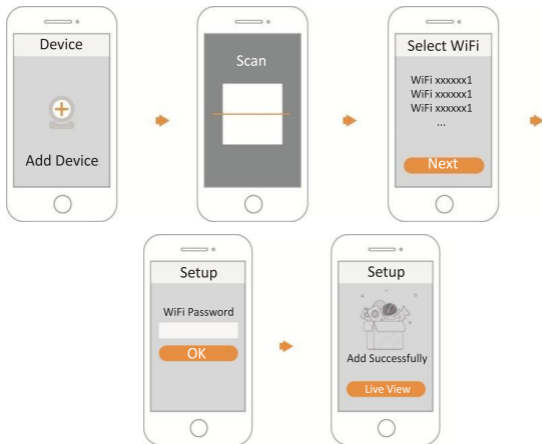 Device
Add Device
Scan
Select WiFi
WiFi xxxxxx1
WiFi xxxxxx1
WiFi xxxxxx1
...
Next
Setup
WiFi Password
OK
Setup
Add Successfully
Live View